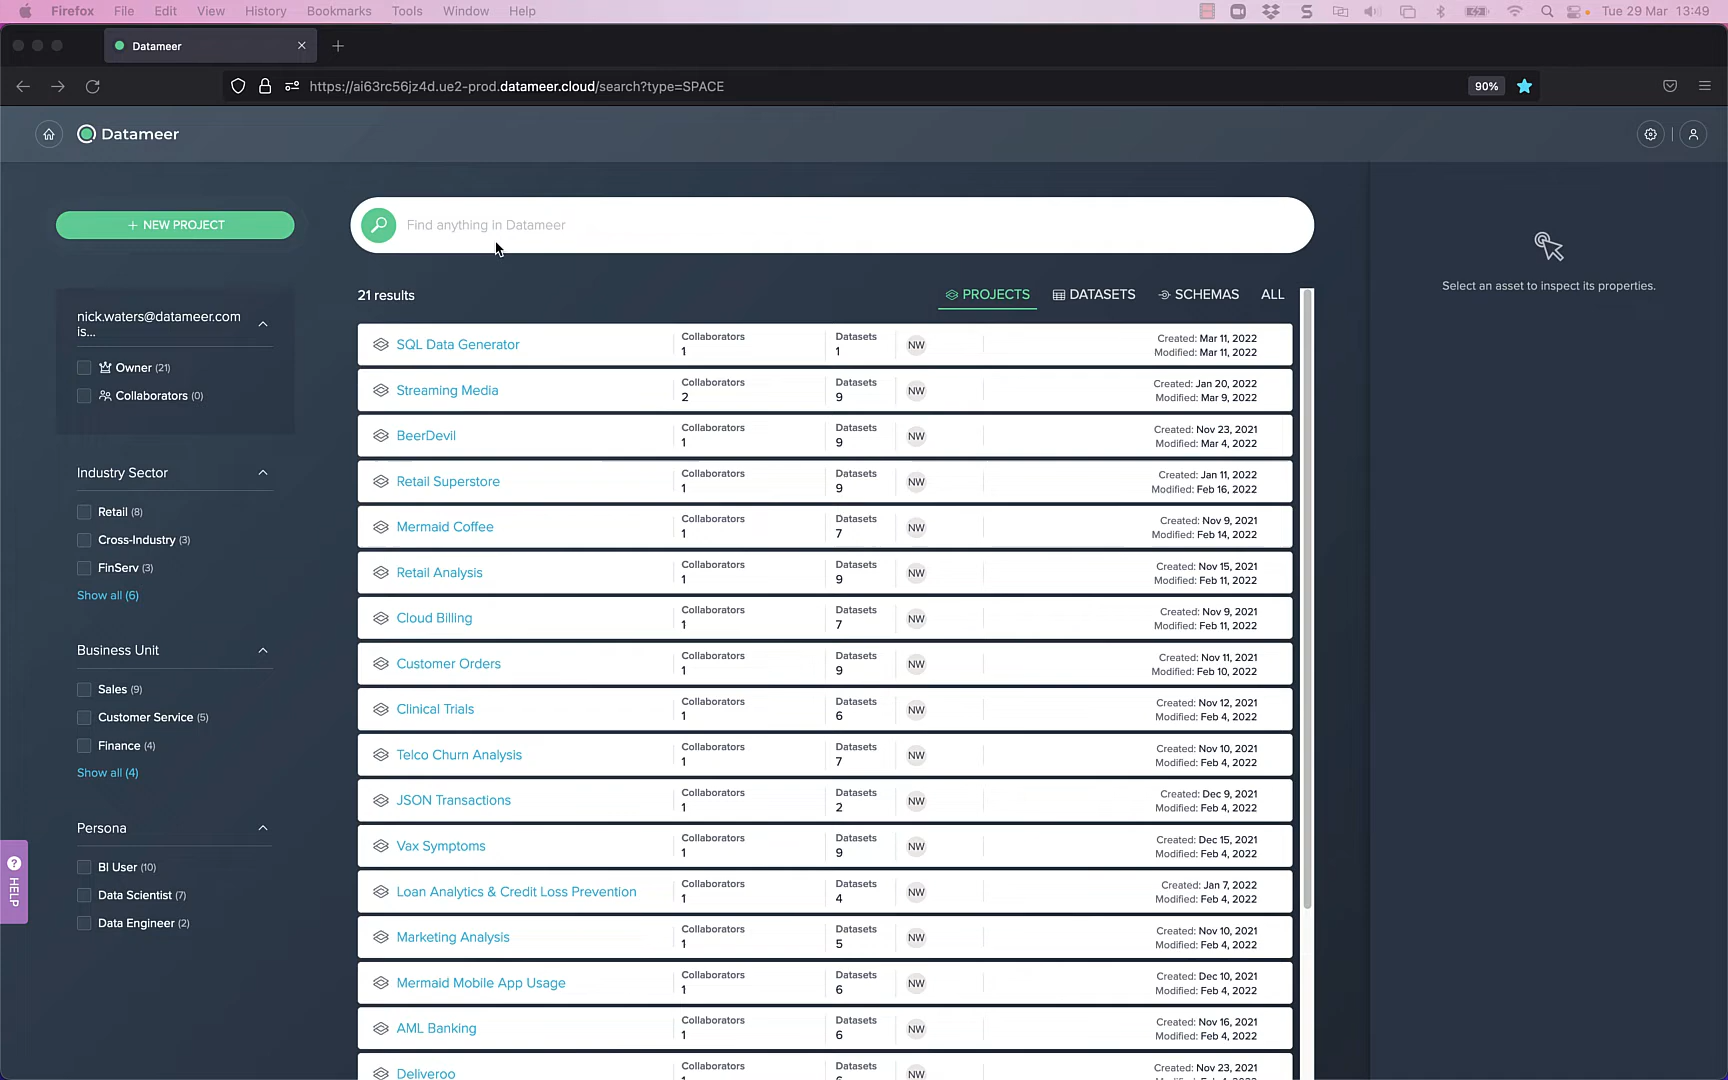 Firefox File Edit View History Bookmarks Tools Window Help Tue 29 Mar 13:49
Datameer
https://ai63rc56jz4d.ue2-prod.datameer.cloud/search?type=SPACE 90%
Datameer
+ NEW PROJECT
Find anything in Datameer
Select an asset to inspect its properties.
21 results PROJECTS DATASETS SCHEMAS ALL
nick.waters@datameer.com
is...
Owner (21)
Collaborators (0)
Industry Sector
Retail (8)
Cross-Industry (3)
FinServ (3)
Show all (6)
Business Unit
Sales (9)
Customer Service (5)
Finance (4)
Show all (4)
Persona
BI User (10)
Data Scientist (7)
Data Engineer (2)
HELP
SQL Data Generator Collaborators 1 Datasets 1 NW Created: Mar 11, 2022 Modified: Mar 11, 2022
Streaming Media Collaborators 2 Datasets 9 NW Created: Jan 20, 2022 Modified: Mar 9, 2022
BeerDevil Collaborators 1 Datasets 9 NW Created: Nov 23, 2021 Modified: Mar 4, 2022
Retail Superstore Collaborators 1 Datasets 9 NW Created: Jan 11, 2022 Modified: Feb 16, 2022
Mermaid Coffee Collaborators 1 Datasets 7 NW Created: Nov 9, 2021 Modified: Feb 14, 2022
Retail Analysis Collaborators 1 Datasets 9 NW Created: Nov 15, 2021 Modified: Feb 11, 2022
Cloud Billing Collaborators 1 Datasets 7 NW Created: Nov 9, 2021 Modified: Feb 11, 2022
Customer Orders Collaborators 1 Datasets 9 NW Created: Nov 11, 2021 Modified: Feb 10, 2022
Clinical Trials Collaborators 1 Datasets 6 NW Created: Nov 12, 2021 Modified: Feb 4, 2022
Telco Churn Analysis Collaborators 1 Datasets 7 NW Created: Nov 10, 2021 Modified: Feb 4, 2022
JSON Transactions Collaborators 1 Datasets 2 NW Created: Dec 9, 2021 Modified: Feb 4, 2022
Vax Symptoms Collaborators 1 Datasets 9 NW Created: Dec 15, 2021 Modified: Feb 4, 2022
Loan Analytics & Credit Loss Prevention Collaborators 1 Datasets 4 NW Created: Jan 7, 2022 Modified: Feb 4, 2022
Marketing Analysis Collaborators 1 Datasets 5 NW Created: Nov 10, 2021 Modified: Feb 4, 2022
Mermaid Mobile App Usage Collaborators 1 Datasets 6 NW Created: Dec 10, 2021 Modified: Feb 4, 2022
AML Banking Collaborators 1 Datasets 6 NW Created: Nov 16, 2021 Modified: Feb 4, 2022
Deliveroo Collaborators Datasets NW Created: Nov 23, 2021